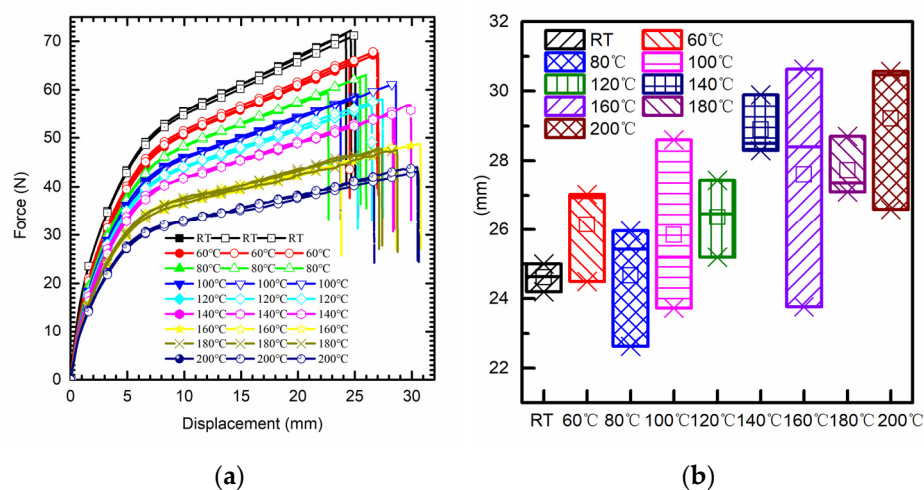 70
60
50
40
30
20
10
0
Force (N)
RT RT RT
60℃ 60℃ 60℃
80℃ 80℃ 80℃
100℃ 100℃ 100℃
120℃ 120℃ 120℃
140℃ 140℃ 140℃
160℃ 160℃ 160℃
180℃ 180℃ 180℃
200℃ 200℃ 200℃
0 5 10 15 20 25 30
Displacement (mm)
(a)
32
30
28
26
24
22
(mm)
RT 60℃
80℃ 100℃
120℃ 140℃
160℃ 180℃
200℃
RT 60℃ 80℃ 100℃ 120℃ 140℃ 160℃ 180℃ 200℃
(b)